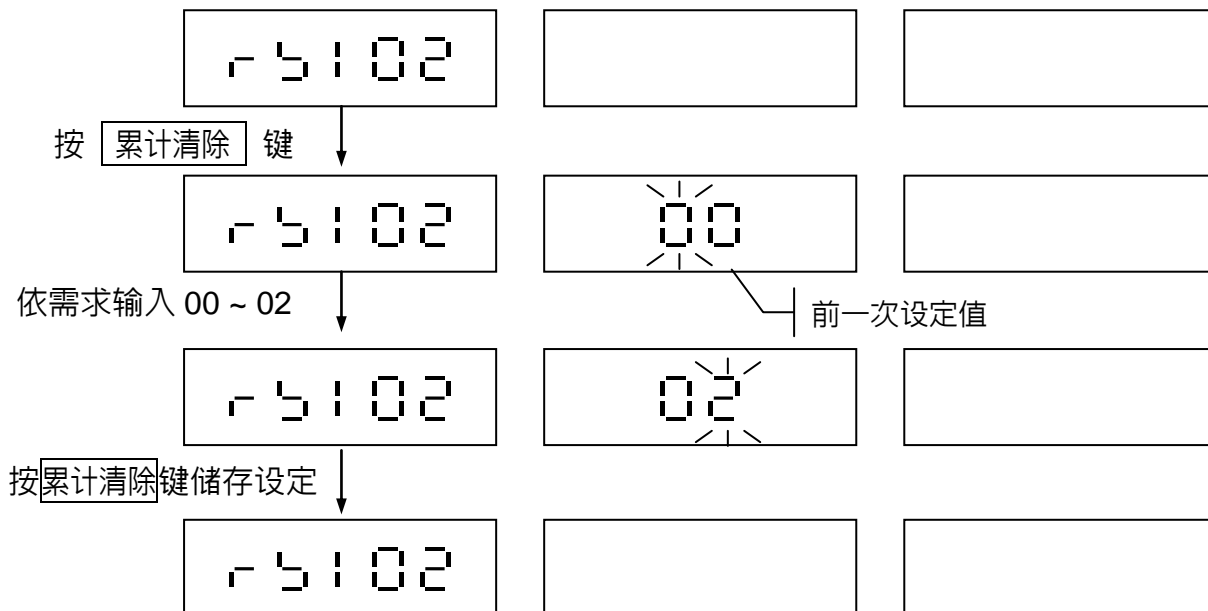 r5102
按 累计清除 键
r5102 00
依需求输入 00 ~ 02
前一次设定值
r5102 02
按累计清除键储存设定
r5102